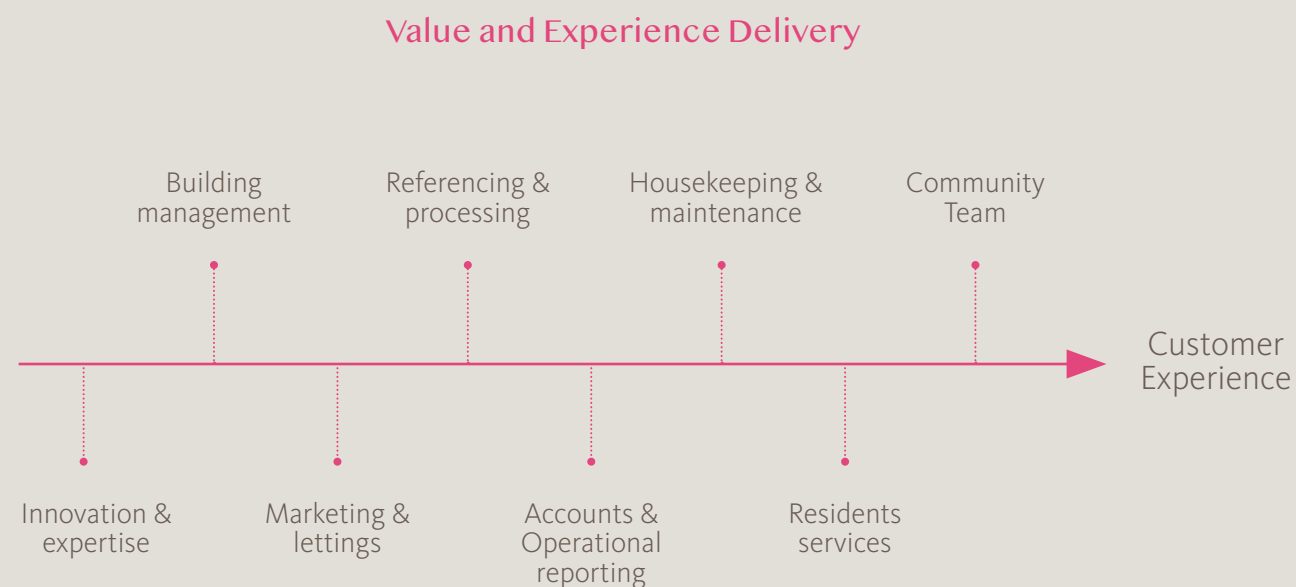 Value and Experience Delivery
Building
management
Referencing &
processing
Housekeeping &
maintenance
Community
Team
Customer
Experience
Innovation &
expertise
Marketing &
lettings
Accounts &
Operational
reporting
Residents
services